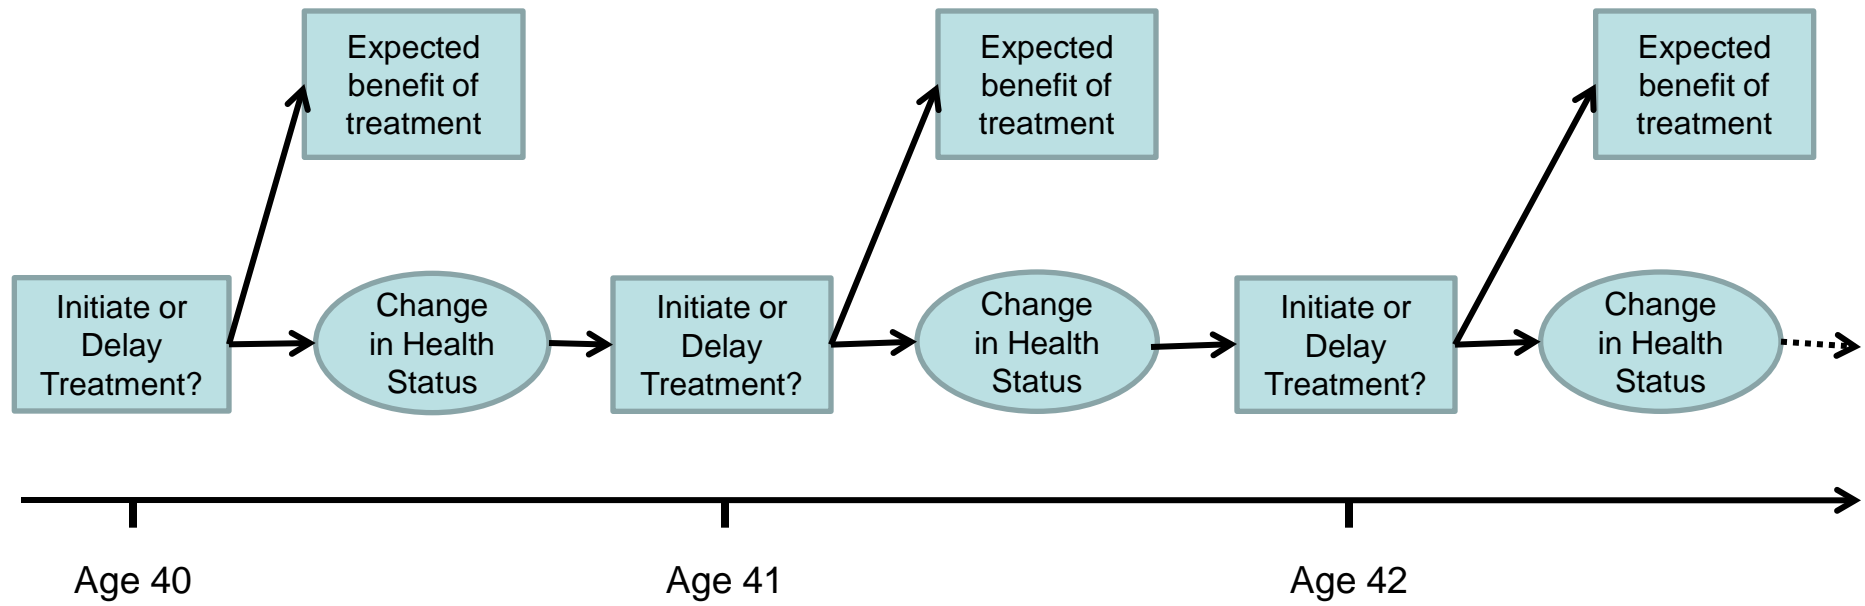 Expected
benefit of
treatment
Expected
benefit of
treatment
Expected
benefit of
treatment
Initiate or
Delay
Treatment?
Change
in Health
Status
Initiate or
Delay
Treatment?
Change
in Health
Status
Initiate or
Delay
Treatment?
Change
in Health
Status
Age 40
Age 41
Age 42